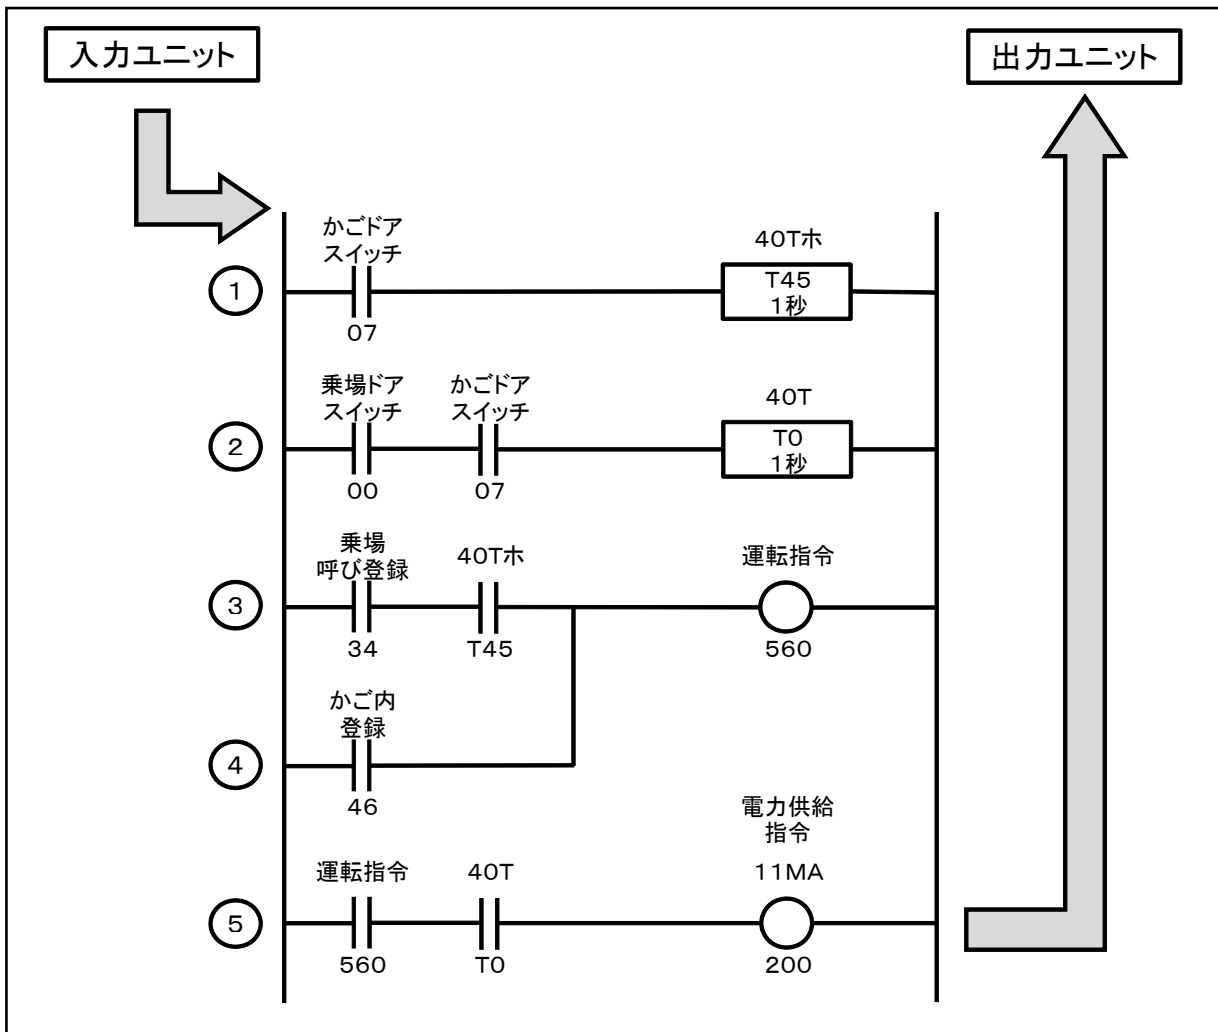 入力ユニット
出力ユニット
かごドア
スイッチ
40Tホ
①
T45
1秒
07
乗場ドア
スイッチ
かごドア
スイッチ
40T
②
T0
1秒
00
07
乗場
呼び登録
40Tホ
運転指令
③
34
T45
560
かご内
登録
④
46
電力供給
指令
運転指令
40T
11MA
⑤
560
T0
200